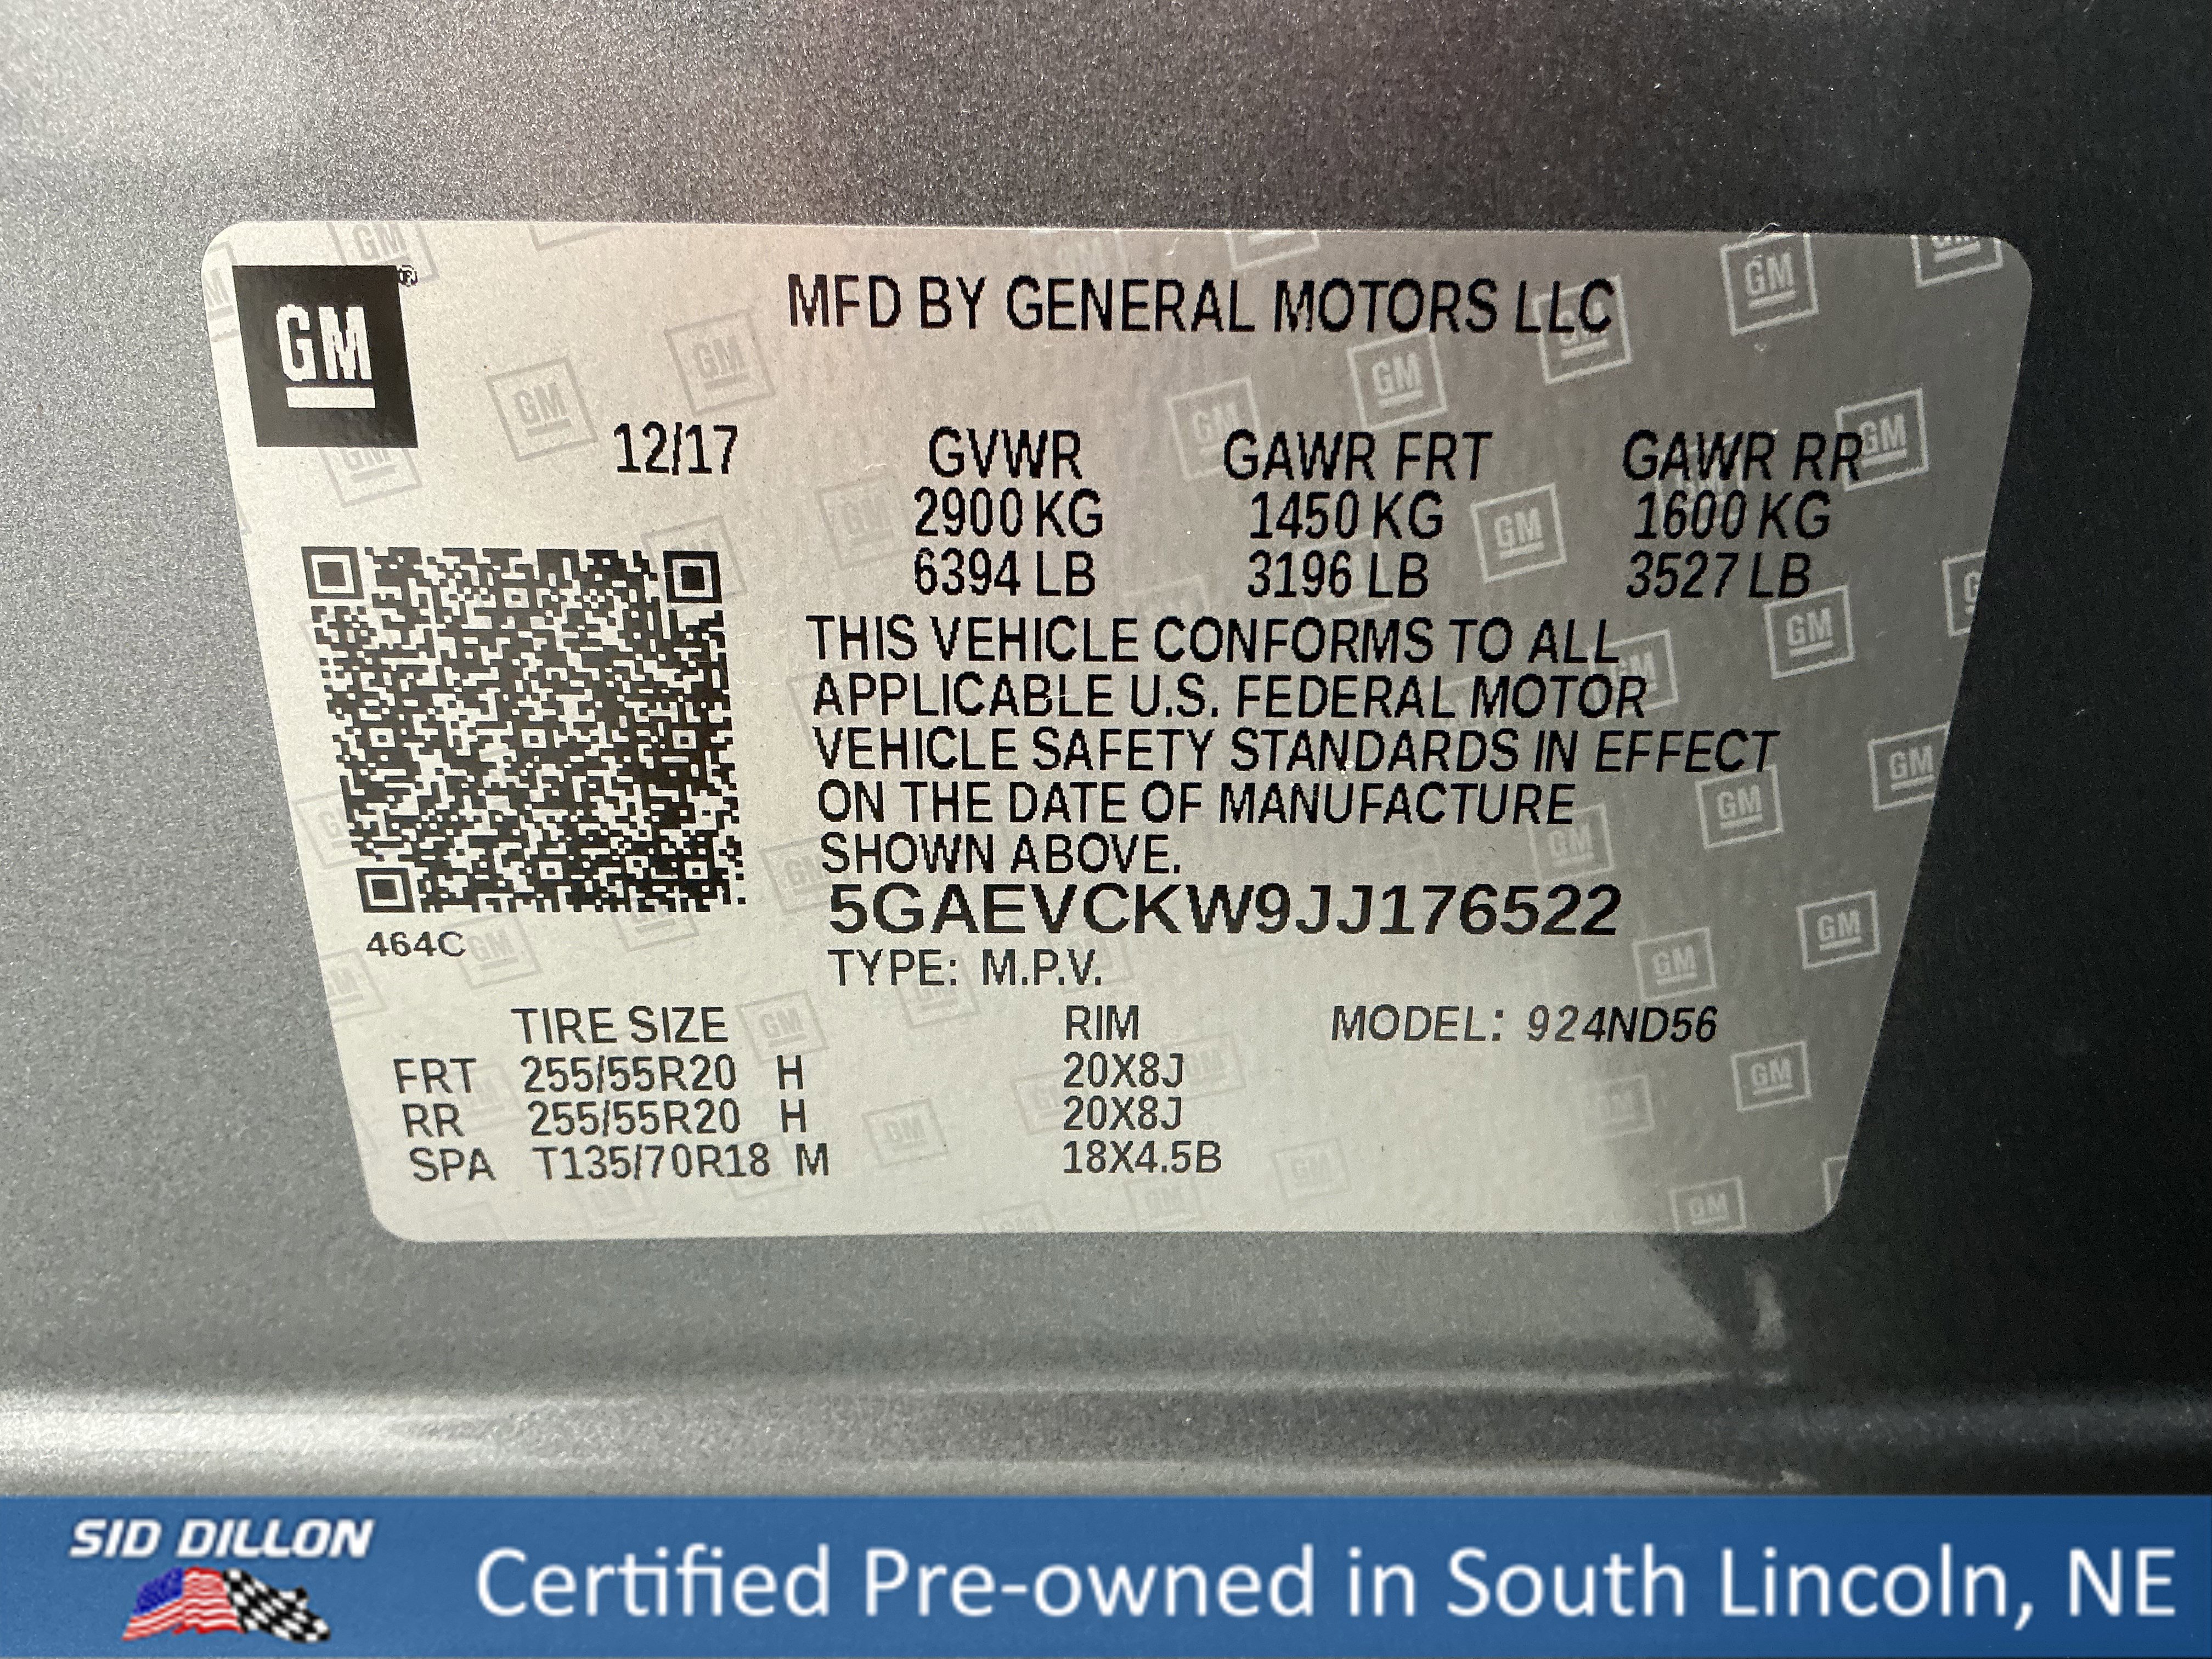 GM®
MFD BY GENERAL MOTORS LLC
12/17 GVWR GAWR FRT GAWR RR
2900 KG 1450 KG 1600 KG
6394 LB 3196 LB 3527 LB
THIS VEHICLE CONFORMS TO ALL
APPLICABLE U.S. FEDERAL MOTOR
VEHICLE SAFETY STANDARDS IN EFFECT
ON THE DATE OF MANUFACTURE
SHOWN ABOVE.
5GAEVCKW9JJ176522
464C
TYPE: M.P.V.
TIRE SIZE RIM MODEL: 924ND56
FRT 255/55R20 H 20X8J
RR 255/55R20 H 20X8J
SPA T135/70R18 M 18X4.5B
SID DILLON
Certified Pre-owned in South Lincoln, NE